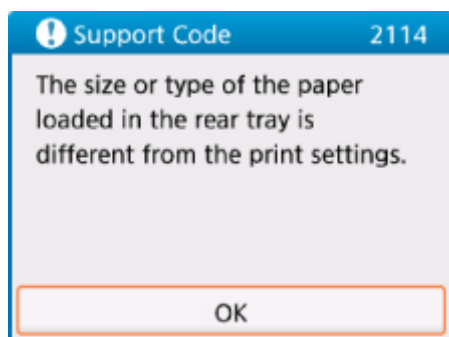 Support Code 2114
The size or type of the paper
loaded in the rear tray is
different from the print settings.
OK